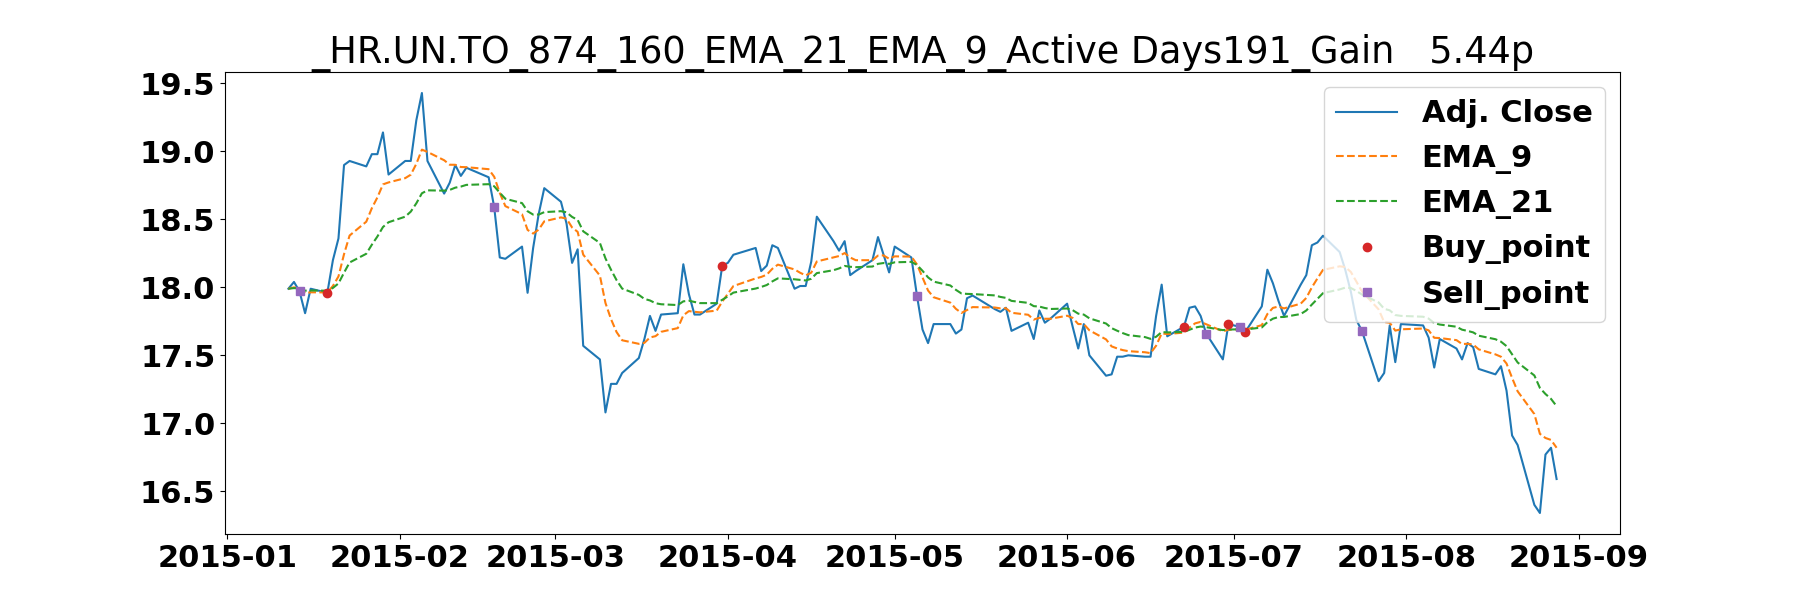 _HR.UN.TO_874_160_EMA_21_EMA_9_Active Days191_Gain   5.44p
19.5
19.0
18.5
18.0
17.5
17.0
16.5
Adj. Close
EMA_9
EMA_21
Buy_point
Sell_point
2015-01 2015-02 2015-03 2015-04 2015-05 2015-06 2015-07 2015-08 2015-09